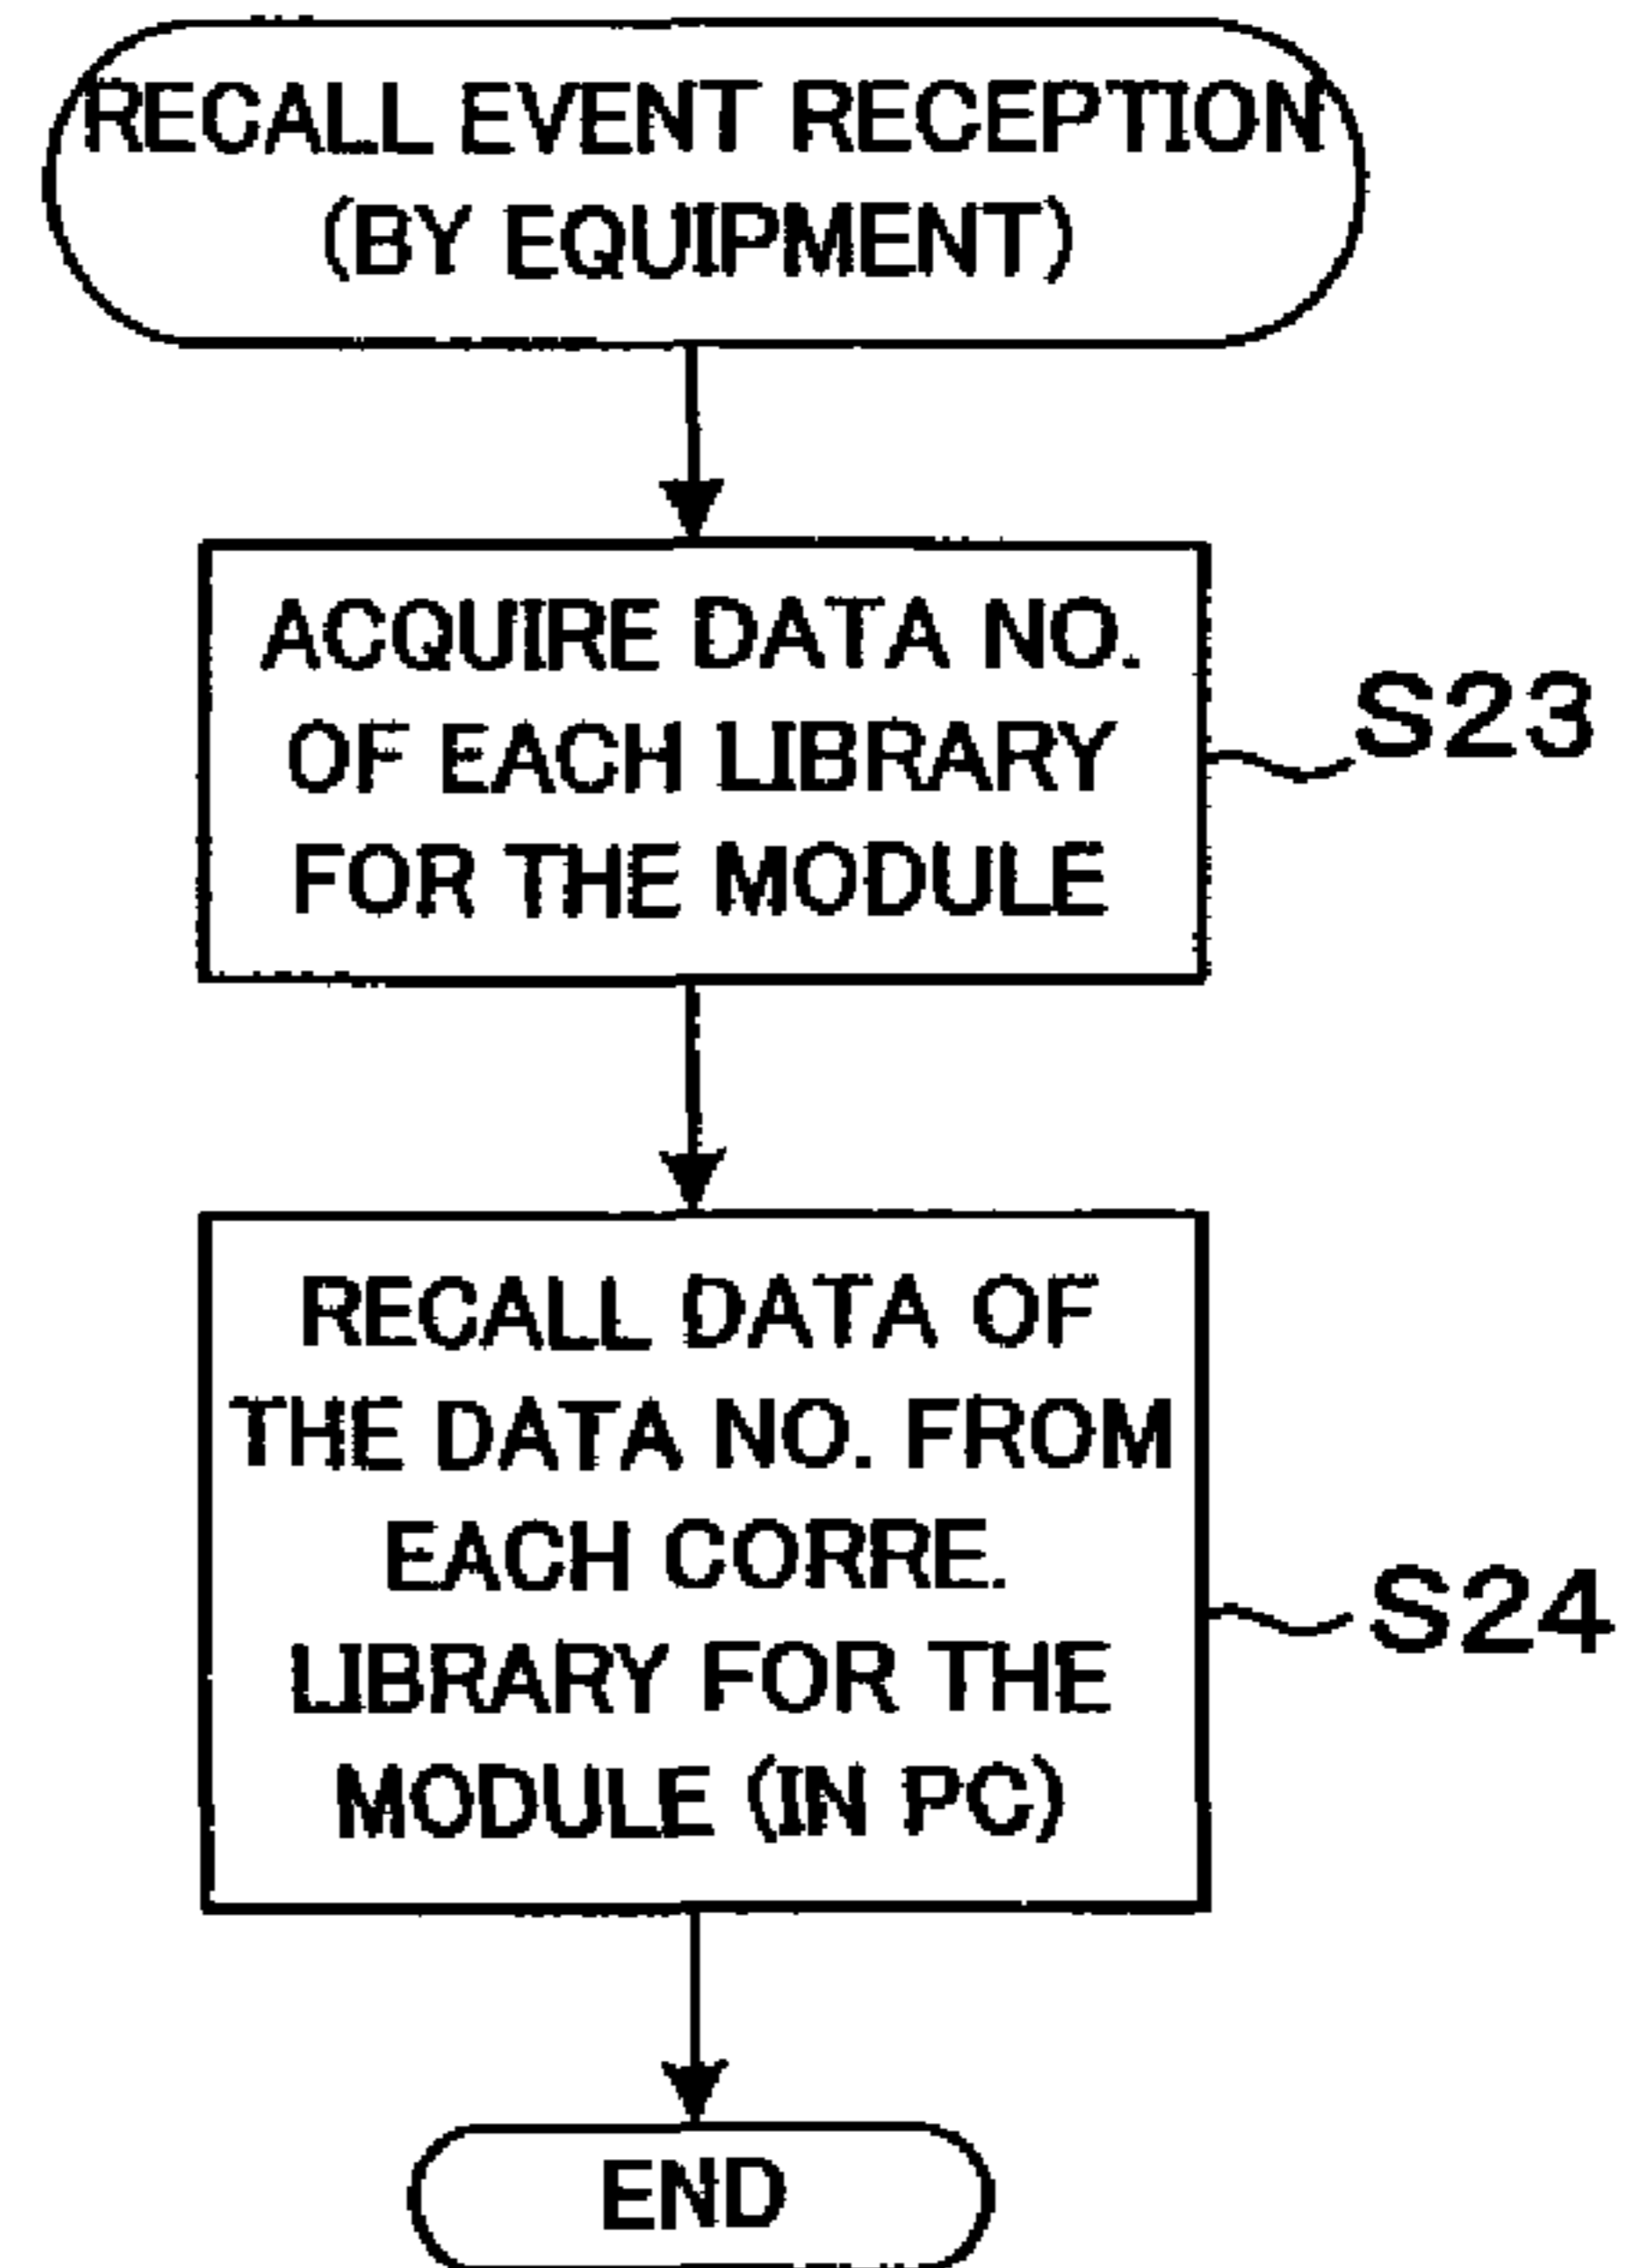 RECALL EVENT RECEPTION
(BY EQUIPMENT)
ACQUIRE DATA NO.
OF EACH LIBRARY
FOR THE MODULE
S23
RECALL DATA OF
THE DATA NO. FROM
EACH CORRE.
LIBRARY FOR THE
MODULE (IN PC)
S24
END